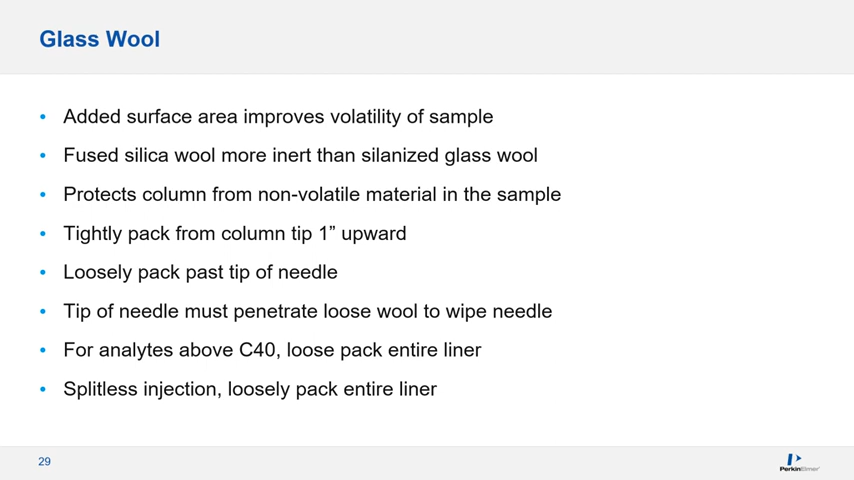 Glass Wool
• Added surface area improves volatility of sample
• Fused silica wool more inert than silanized glass wool
• Protects column from non-volatile material in the sample
• Tightly pack from column tip 1” upward
• Loosely pack past tip of needle
• Tip of needle must penetrate loose wool to wipe needle
• For analytes above C40, loose pack entire liner
• Splitless injection, loosely pack entire liner
29
PerkinElmer